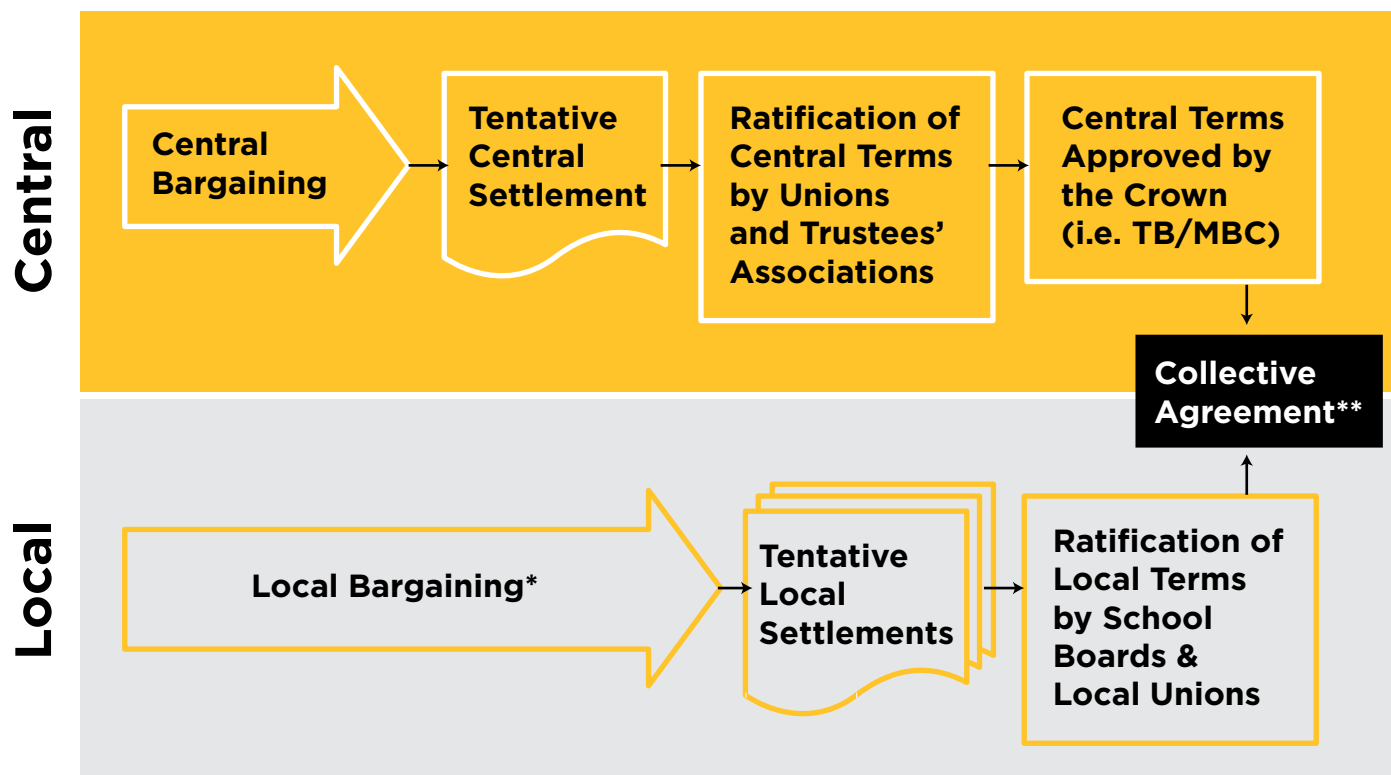 Central
Central
Bargaining
Tentative
Central
Settlement
Ratification of
Central Terms
by Unions
and Trustees’
Associations
Central Terms
Approved by
the Crown
(i.e. TB/MBC)
Collective
Agreement**
Local
Local Bargaining*
Tentative
Local
Settlements
Ratification of
Local Terms
by School
Boards &
Local Unions